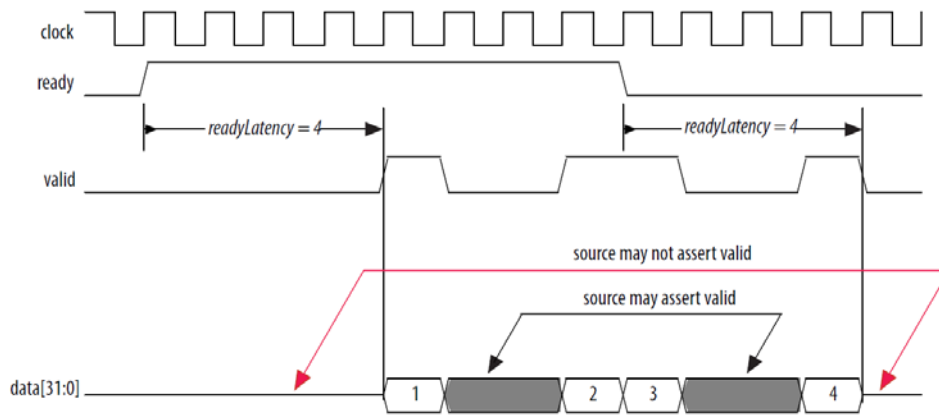 clock
ready
readyLatency = 4 readyLatency = 4
valid
source may not assert valid
source may assert valid
data[31:0] 1 2 3 4